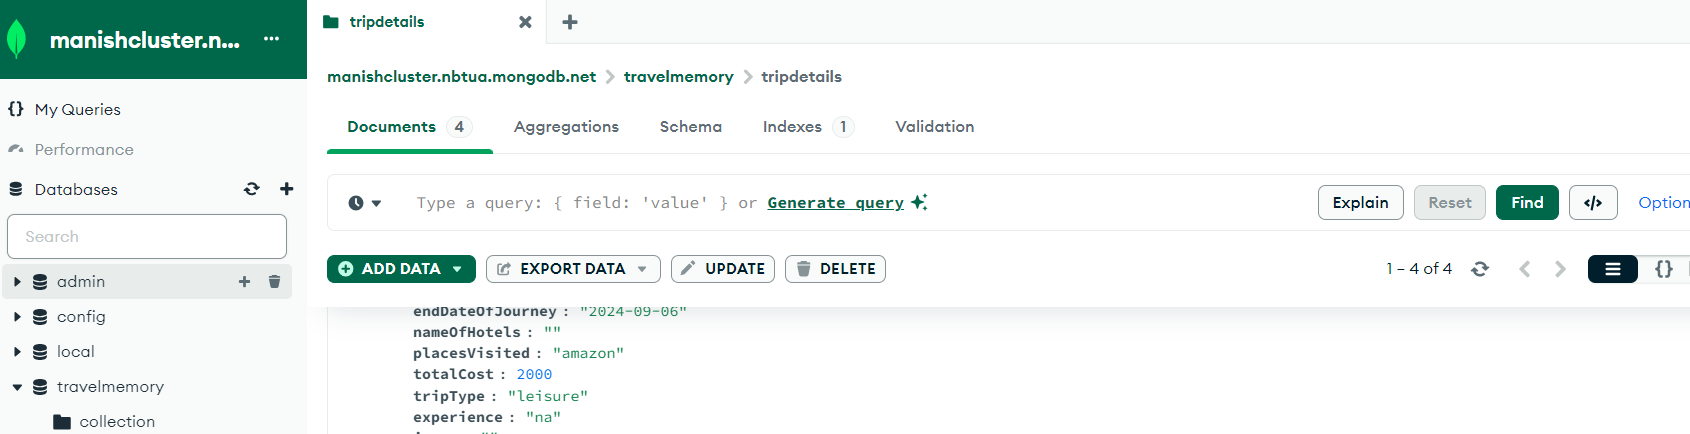 manishcluster.n... ...
tripdetails
manishcluster.nbtua.mongodb.net > travelmemory > tripdetails
My Queries
Performance
Databases
Search
admin
config
local
travelmemory
collection
Documents 4 Aggregations Schema Indexes 1 Validation
Type a query: { field: 'value' } or Generate query
Explain Reset Find </> Option
ADD DATA EXPORT DATA UPDATE DELETE
1 – 4 of 4 {}
endDateOfJourney : "2024-09-06"
nameOfHotels : ""
placesVisited : "amazon"
totalCost : 2000
tripType : "leisure"
experience : "na"